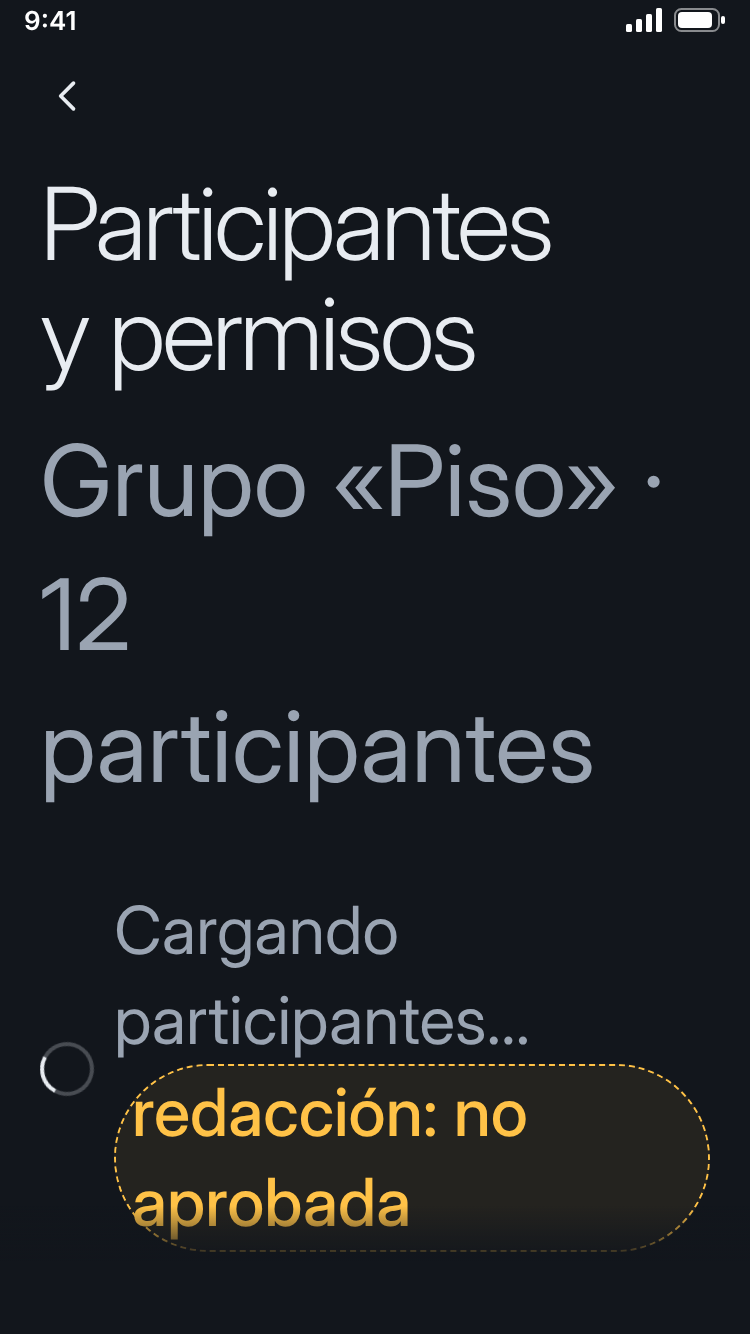 9:41
Participantes
y permisos
Grupo «Piso» ·
12
participantes
Cargando
participantes...
redacción: no
aprobada